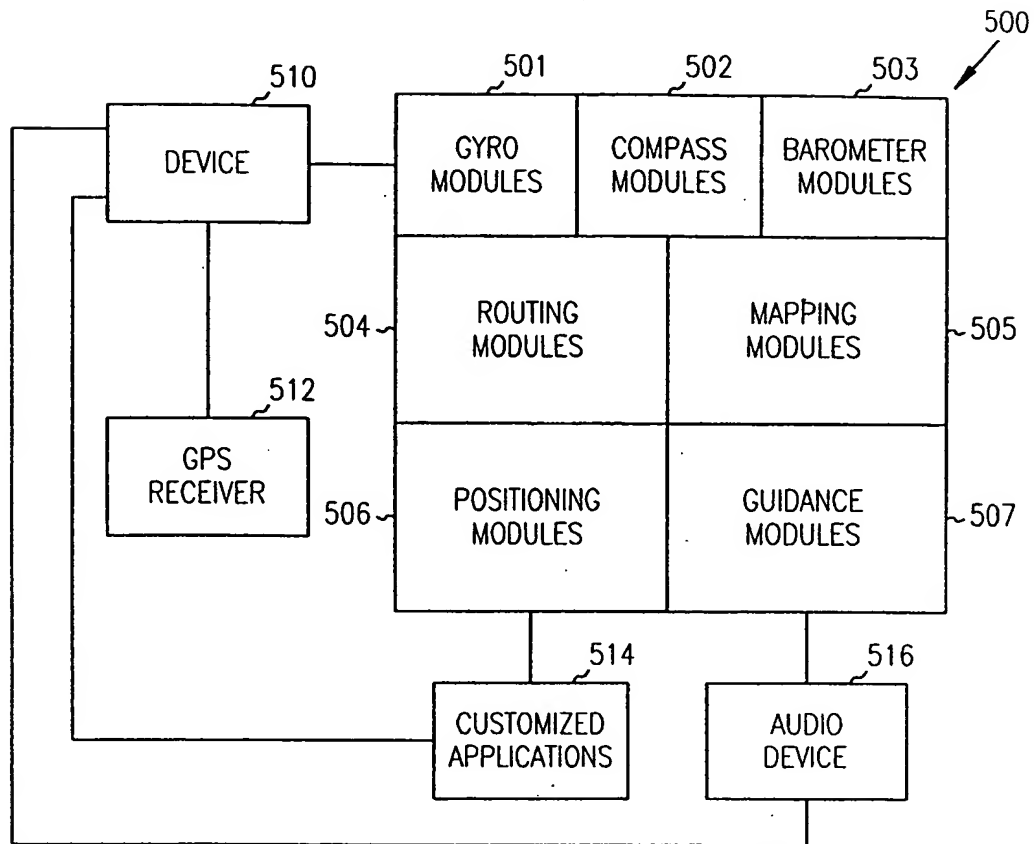 500
510
501
502
503
DEVICE
GYRO
MODULES
COMPASS
MODULES
BAROMETER
MODULES
504
ROUTING
MODULES
MAPPING
MODULES
505
512
GPS
RECEIVER
506
POSITIONING
MODULES
GUIDANCE
MODULES
507
514
516
CUSTOMIZED
APPLICATIONS
AUDIO
DEVICE